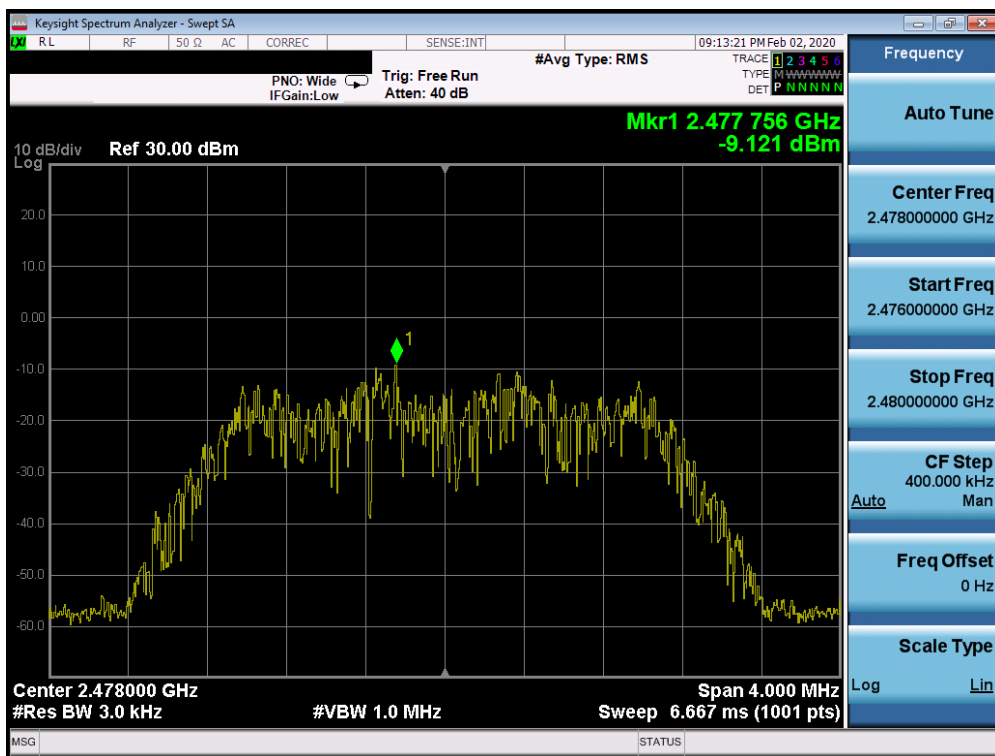 Keysight Spectrum Analyzer - Swept SA
LXI RL RF 50 Ω AC CORREC SENSE:INT 09:13:21 PM Feb 02, 2020
#Avg Type: RMS
TRACE 1 2 3 4 5 6
TYPE M WWWWW
DET P N N N N N
PNO: Wide
IFGain:Low
Trig: Free Run
Atten: 40 dB
Mkr1 2.477 756 GHz
-9.121 dBm
10 dB/div Ref 30.00 dBm
Log
20.0
10.0
0.00
-10.0
-20.0
-30.0
-40.0
-50.0
-60.0
1
Center 2.478000 GHz Span 4.000 MHz
#Res BW 3.0 kHz #VBW 1.0 MHz Sweep 6.667 ms (1001 pts)
MSG STATUS
Frequency
Auto Tune
Center Freq
2.478000000 GHz
Start Freq
2.476000000 GHz
Stop Freq
2.480000000 GHz
CF Step
400.000 kHz
Auto Man
Freq Offset
0 Hz
Scale Type
Log Lin